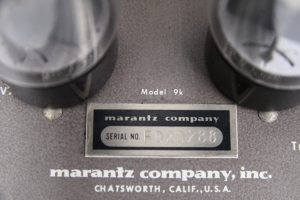 V.
Model 9k
marantz company
SERIAL NO.
marantz company, inc.
CHATSWORTH, CALIF., U.S.A.